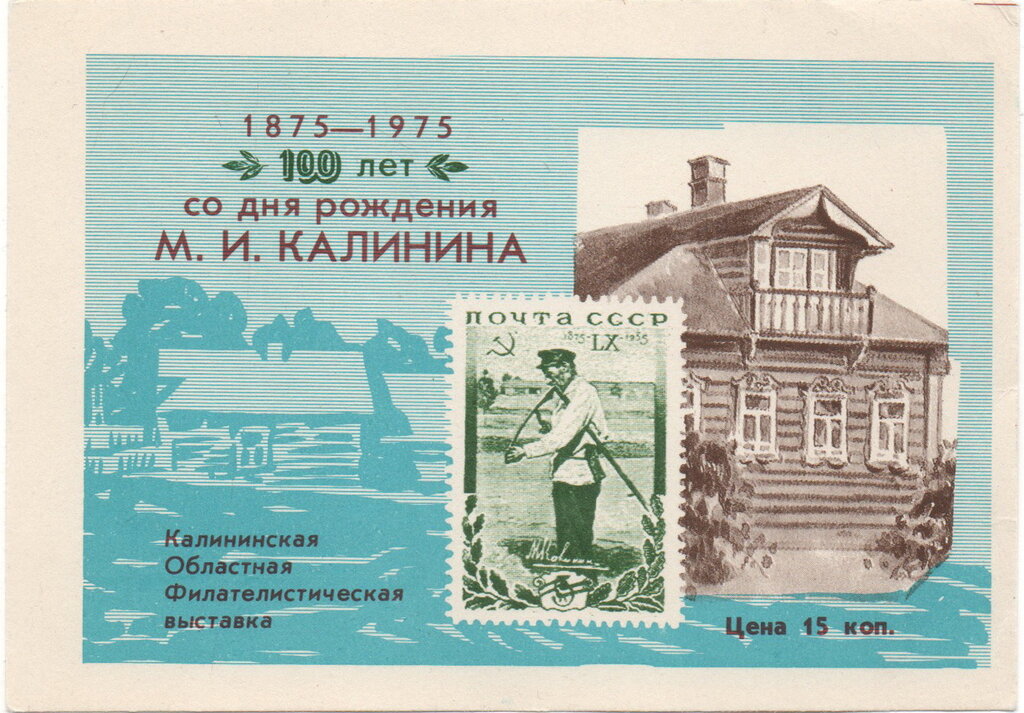 1875—1975
100 лет
со дня рождения
М. И. КАЛИНИНА
ПОЧТА СССР
1875-LX-1935
Калининская
Областная
Филателистическая
выставка
Цена 15 коп.